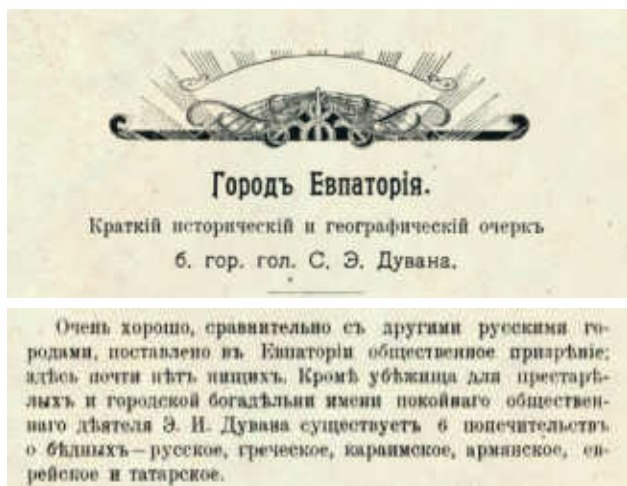 Городъ Евпаторія.
Краткій историческій и географическій очеркъ
б. гор. гол. С. Э. Дувана.
Очень хорошо, сравнительно съ другими русскими го-
родами, поставлено въ Евпаторіи общественное призрѣніе;
здѣсь почти нѣтъ нищихъ. Кромѣ убѣжища для престарѣ-
лыхъ и городской богадѣльни имени покойнаго обществен-
наго дѣятеля Э. И. Дувана существуетъ 6 попечительствъ
о бѣдныхъ—русское, греческое, караимское, армянское, ев-
рейское и татарское.